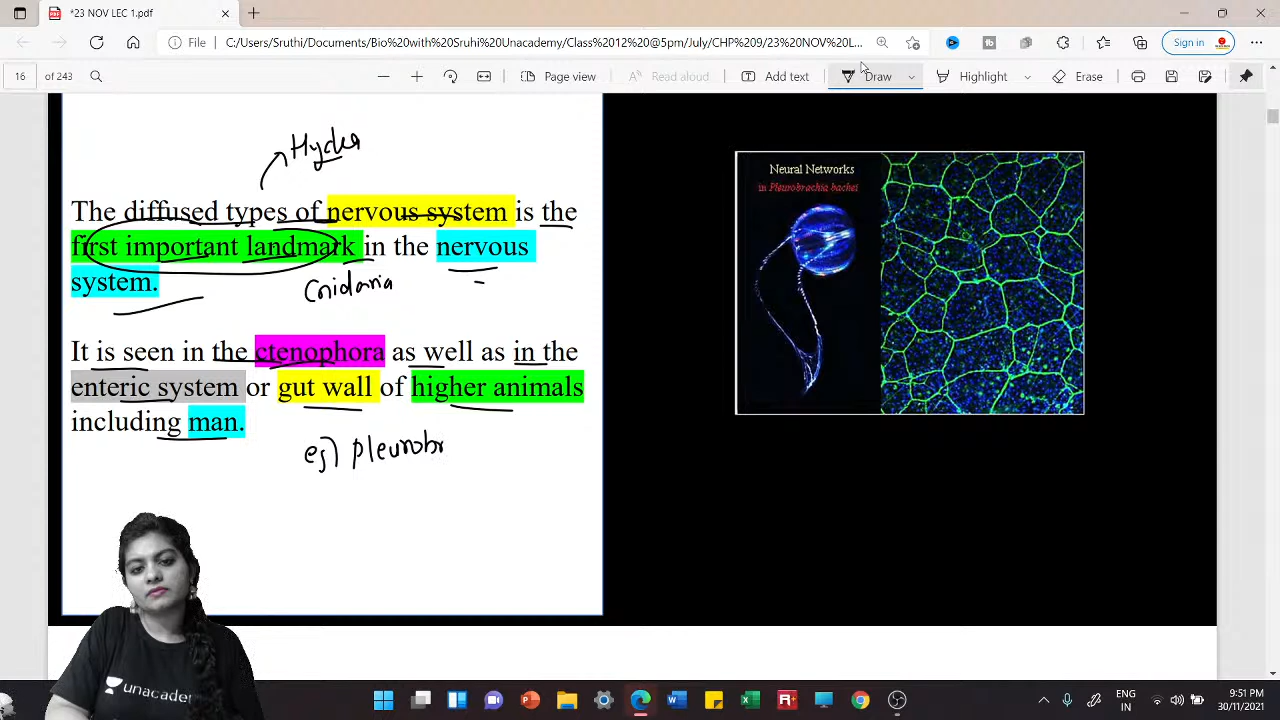 *23 NOV LEC 1.pdf
File
C:/Users/Sruthi/Documents/Bio%20with%20Sruhi%20Unacademy/Class%2012%20@5pm/July/CHP%209/23%20NOV%20L...
Sign in
16 of 243
Page view
Read aloud
Add text
Draw
Highlight
Erase
Hydra
The diffused types of nervous system is the
first important landmark in the nervous
system.
Cnidaria
It is seen in the ctenophora as well as in the
enteric system or gut wall of higher animals
including man.
eg) pleurobr
Neural Networks
in Pleurobrachia bachei
unacade
ENG
IN
9:51 PM
30/11/2021